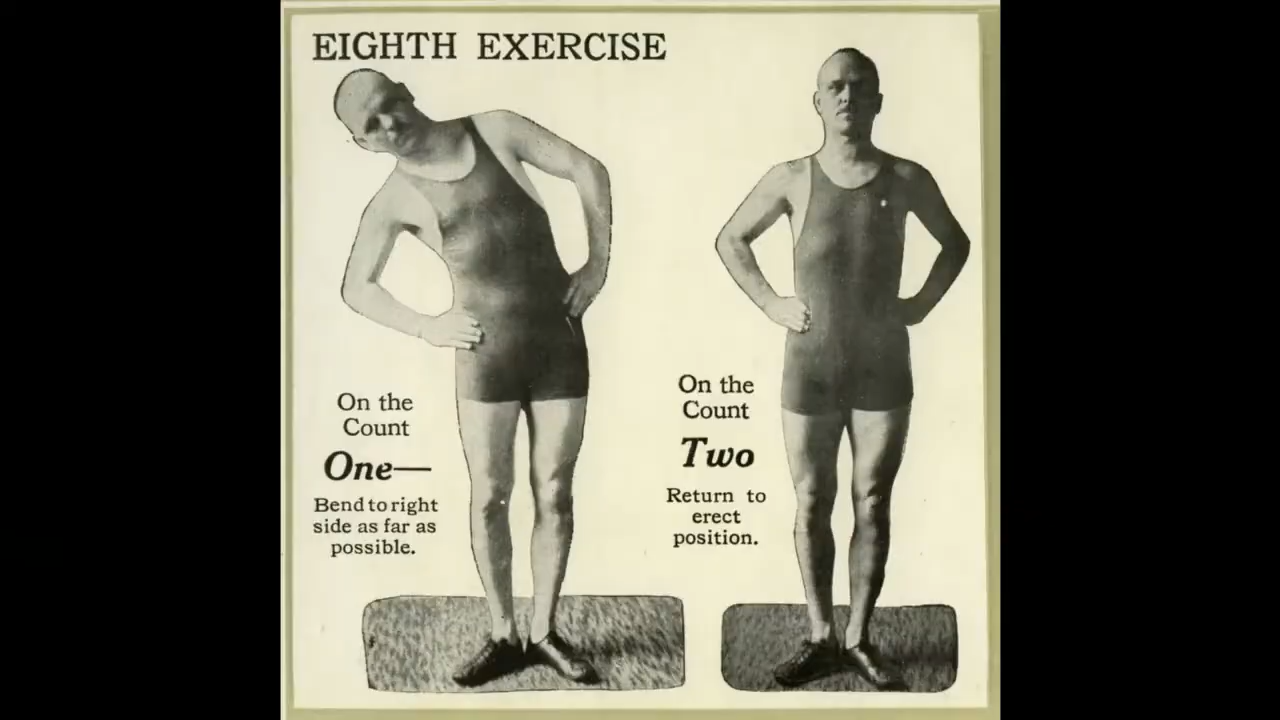 EIGHTH EXERCISE
On the
Count
One—
Bend to right
side as far as
possible.
On the
Count
Two
Return to
erect
position.